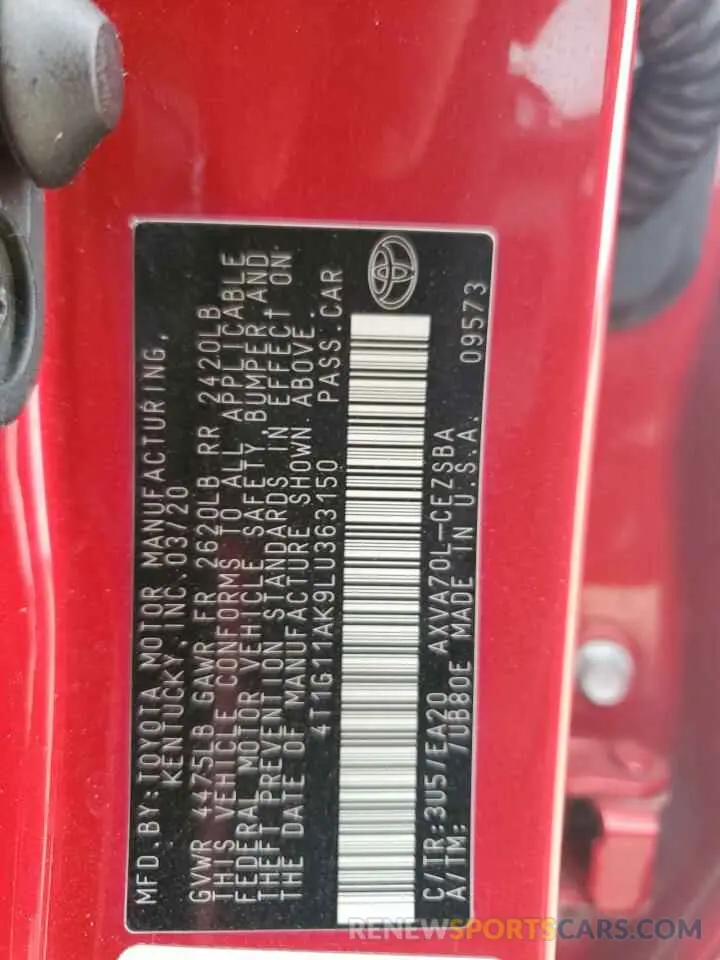 MFD.BY:TOYOTA MOTOR MANUFACTURING,
KENTUCKY,INC.03/20
GVWR 4475LB GAWR FR 2620LB RR 2420LB
THIS VEHICLE CONFORMS TO ALL APPLICABLE
FEDERAL MOTOR VEHICLE SAFETY, BUMPER, AND
THEFT PREVENTION STANDARDS, IN EFFECT ON
THE DATE OF MANUFACTURE SHOWN ABOVE.
4T1G11AK9LU363150 PASS.CAR
C/TR:3U5/EA20 AXVA70L-CEZSBA
A/TM: /UB80E MADE IN U.S.A. 09573
RENEWSPORTCARS.COM